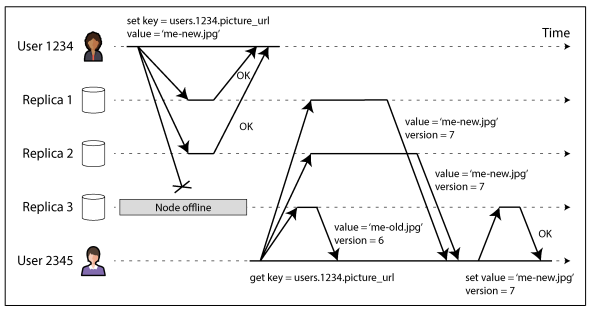 set key = users.1234.picture_url
value = 'me-new.jpg'
Time
User 1234
OK
Replica 1
OK
value = 'me-new.jpg'
version = 7
Replica 2
value = 'me-new.jpg'
version = 7
Replica 3
Node offline
value = 'me-old.jpg'
version = 6
OK
User 2345
get key = users.1234.picture_url
set value = 'me-new.jpg'
version = 7